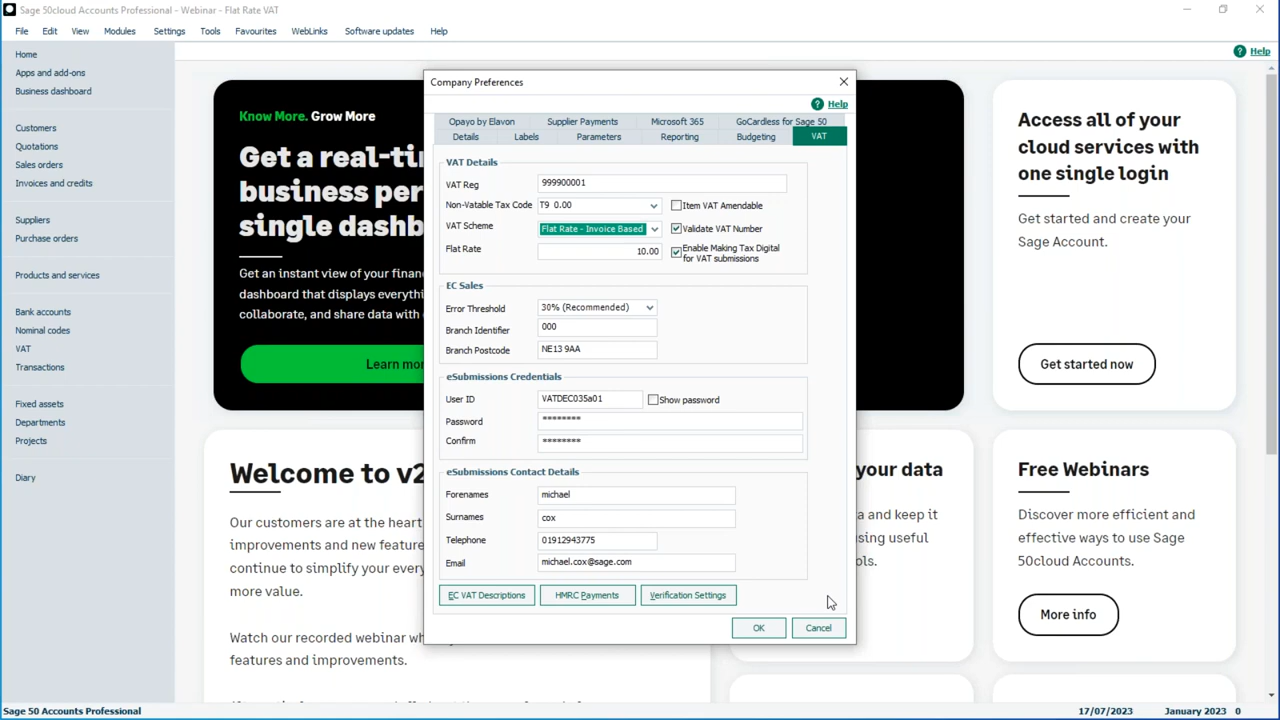 Sage 50cloud Accounts Professional - Webinar - Flat Rate VAT
File Edit View Modules Settings Tools Favourites WebLinks Software updates Help
Help
Home
Apps and add-ons
Business dashboard
Customers
Quotations
Sales orders
Invoices and credits
Suppliers
Purchase orders
Products and services
Bank accounts
Nominal codes
VAT
Transactions
Fixed assets
Departments
Projects
Diary
Know More. Grow More
Get a real-ti
business per
single dashb
Get an instant view of your finan
dashboard that displays everythi
collaborate, and share data with
Learn mo
Welcome to v2
Our customers are at the heart
improvements and new feature
continue to simplify your every
more value.
Watch our recorded webinar wh
features and improvements.
Company Preferences
Help
Opayo by Elavon Supplier Payments Microsoft 365 GoCardless for Sage 50
Details Labels Parameters Reporting Budgeting VAT
VAT Details
VAT Reg 999900001
Non-Vatable Tax Code T9 0.00 Item VAT Amendable
VAT Scheme Flat Rate - Invoice Based Validate VAT Number
Flat Rate 10.00 Enable Making Tax Digital
for VAT submissions
EC Sales
Error Threshold 30% (Recommended)
Branch Identifier 000
Branch Postcode NE13 9AA
eSubmissions Credentials
User ID VATDEC035a01 Show password
Password ********
Confirm ********
eSubmissions Contact Details
Forenames michael
Surnames cox
Telephone 01912943775
Email michael.cox@sage.com
EC VAT Descriptions HMRC Payments Verification Settings
OK Cancel
Access all of your
cloud services with
one single login
Get started and create your
Sage Account.
Get started now
your data
a and keep it
sing useful
ols.
Free Webinars
Discover more efficient and
effective ways to use Sage
50cloud Accounts.
More info
Sage 50 Accounts Professional 17/07/2023 January 2023 0